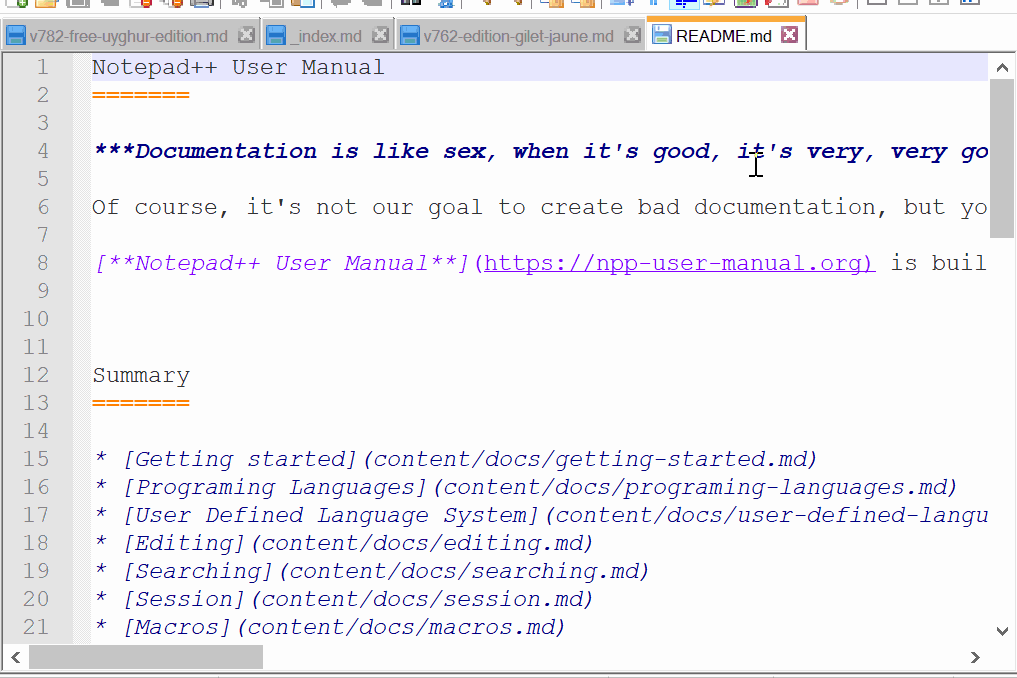 v782-free-uyghur-edition.md
_index.md
v762-edition-gilet-jaune.md
README.md
1 Notepad++ User Manual
2 =======
3
4 ***Documentation is like sex, when it's good, it's very, very go
5
6 Of course, it's not our goal to create bad documentation, but yo
7
8 [**Notepad++ User Manual**](https://npp-user-manual.org) is buil
9
10
11
12 Summary
13 =======
14
15 * [Getting started](content/docs/getting-started.md)
16 * [Programing Languages](content/docs/programing-languages.md)
17 * [User Defined Language System](content/docs/user-defined-langu
18 * [Editing](content/docs/editing.md)
19 * [Searching](content/docs/searching.md)
20 * [Session](content/docs/session.md)
21 * [Macros](content/docs/macros.md)